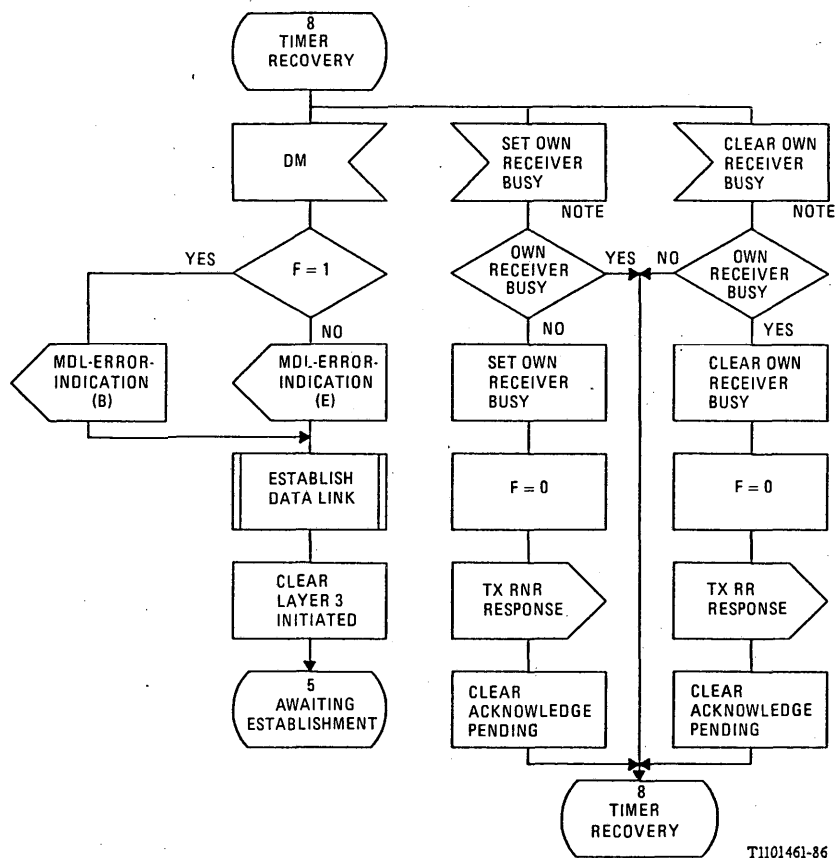 8
TIMER
RECOVERY
DM
SET OWN
RECEIVER
BUSY
CLEAR OWN
RECEIVER
BUSY
NOTE
NOTE
YES
F = 1
NO
OWN
RECEIVER
BUSY
YES
NO
NO
OWN
RECEIVER
BUSY
YES
MDL-ERROR-
INDICATION
(B)
MDL-ERROR-
INDICATION
(E)
SET OWN
RECEIVER
BUSY
CLEAR OWN
RECEIVER
BUSY
ESTABLISH
DATA LINK
F = 0
F = 0
CLEAR
LAYER 3
INITIATED
TX RNR
RESPONSE
TX RR
RESPONSE
5
AWAITING
ESTABLISHMENT
CLEAR
ACKNOWLEDGE
PENDING
CLEAR
ACKNOWLEDGE
PENDING
8
TIMER
RECOVERY
T1101461-86